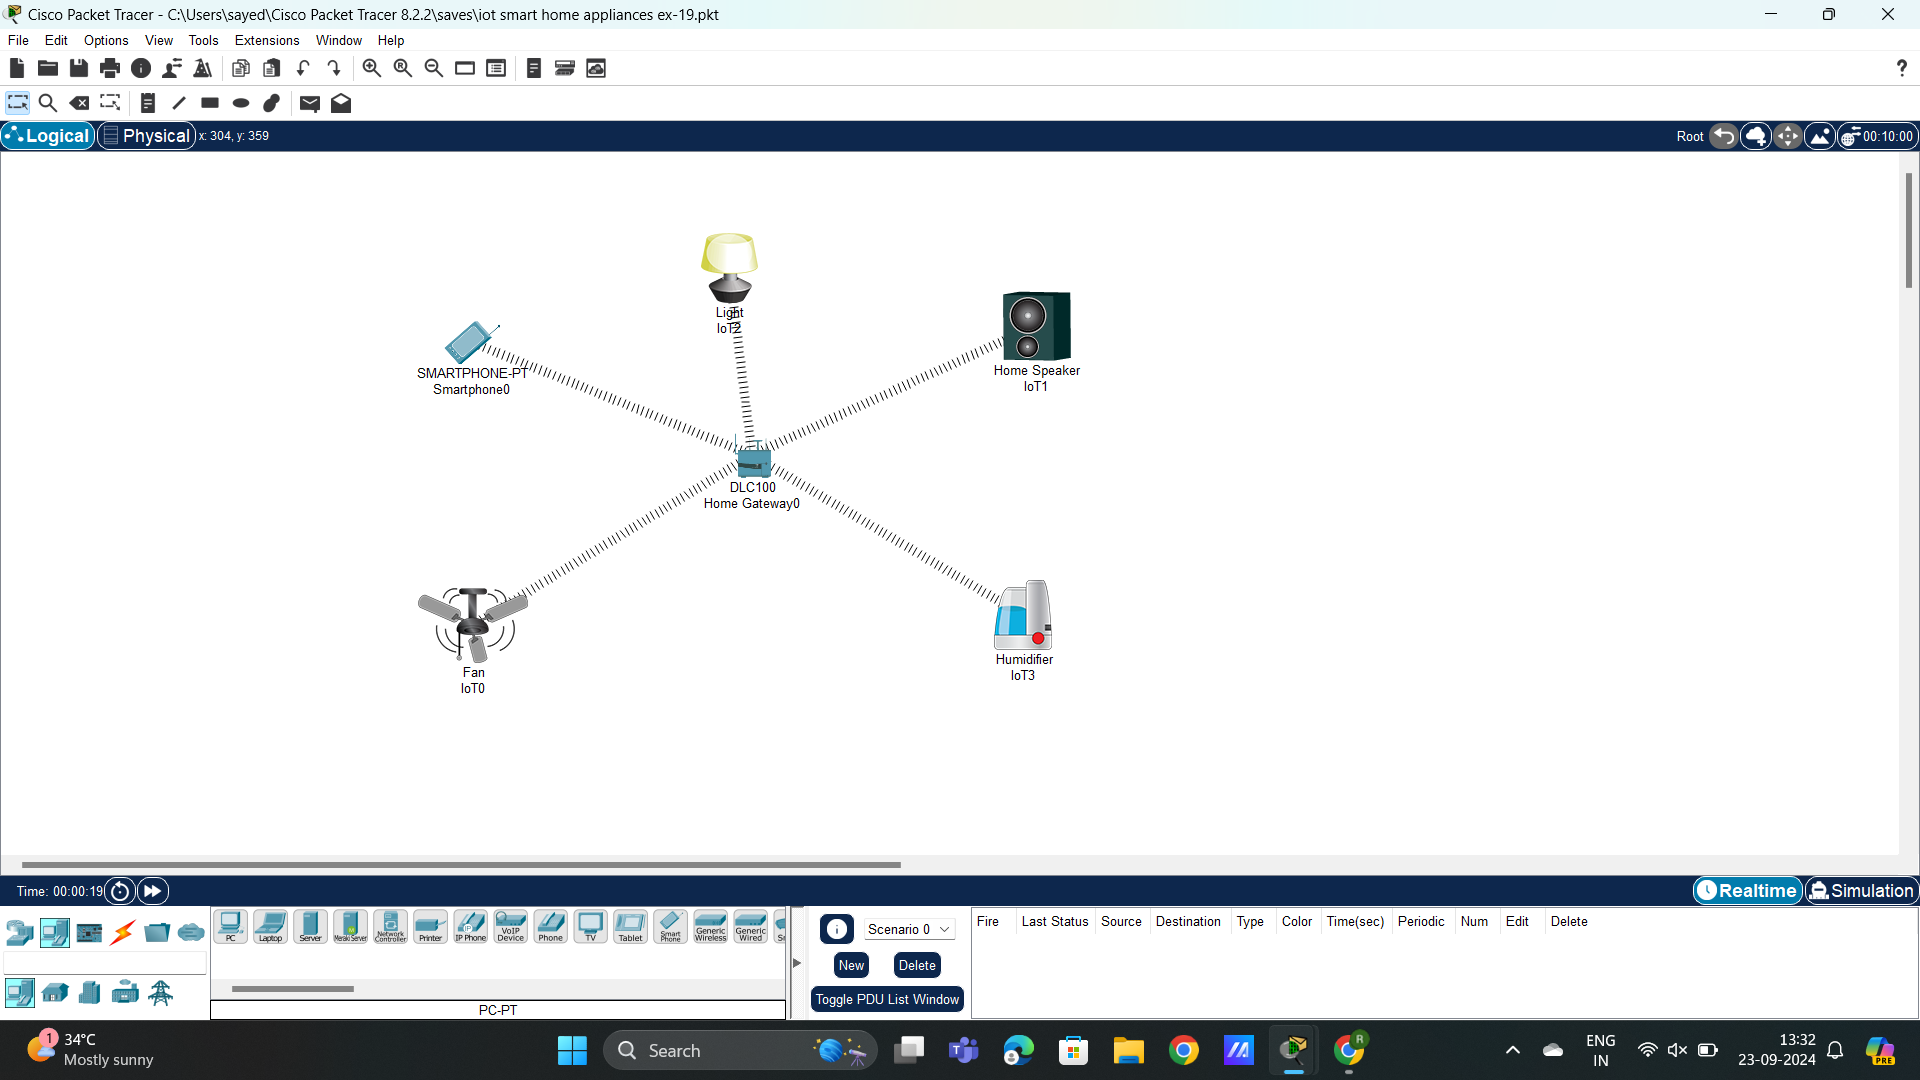 Cisco Packet Tracer - C:\Users\sayed\Cisco Packet Tracer 8.2.2\saves\iot smart home appliances ex-19.pkt
File Edit Options View Tools Extensions Window Help
?
Logical Physical x: 304, y: 359 Root 00:10:00
Light
IoT2
SMARTPHONE-PT
Smartphone0
Home Speaker
IoT1
DLC100
Home Gateway0
Fan
IoT0
Humidifier
IoT3
Time: 00:00:19 Realtime Simulation
PC Laptop Server Meraki Server Network Controller Printer IP Phone VoIP Device Phone TV Tablet Smart Phone Generic Wireless Generic Wired
PC-PT
Scenario 0
New Delete
Toggle PDU List Window
Fire Last Status Source Destination Type Color Time(sec) Periodic Num Edit Delete
1 34°C
Mostly sunny
Search
R
ENG
IN
13:32
23-09-2024
PRE